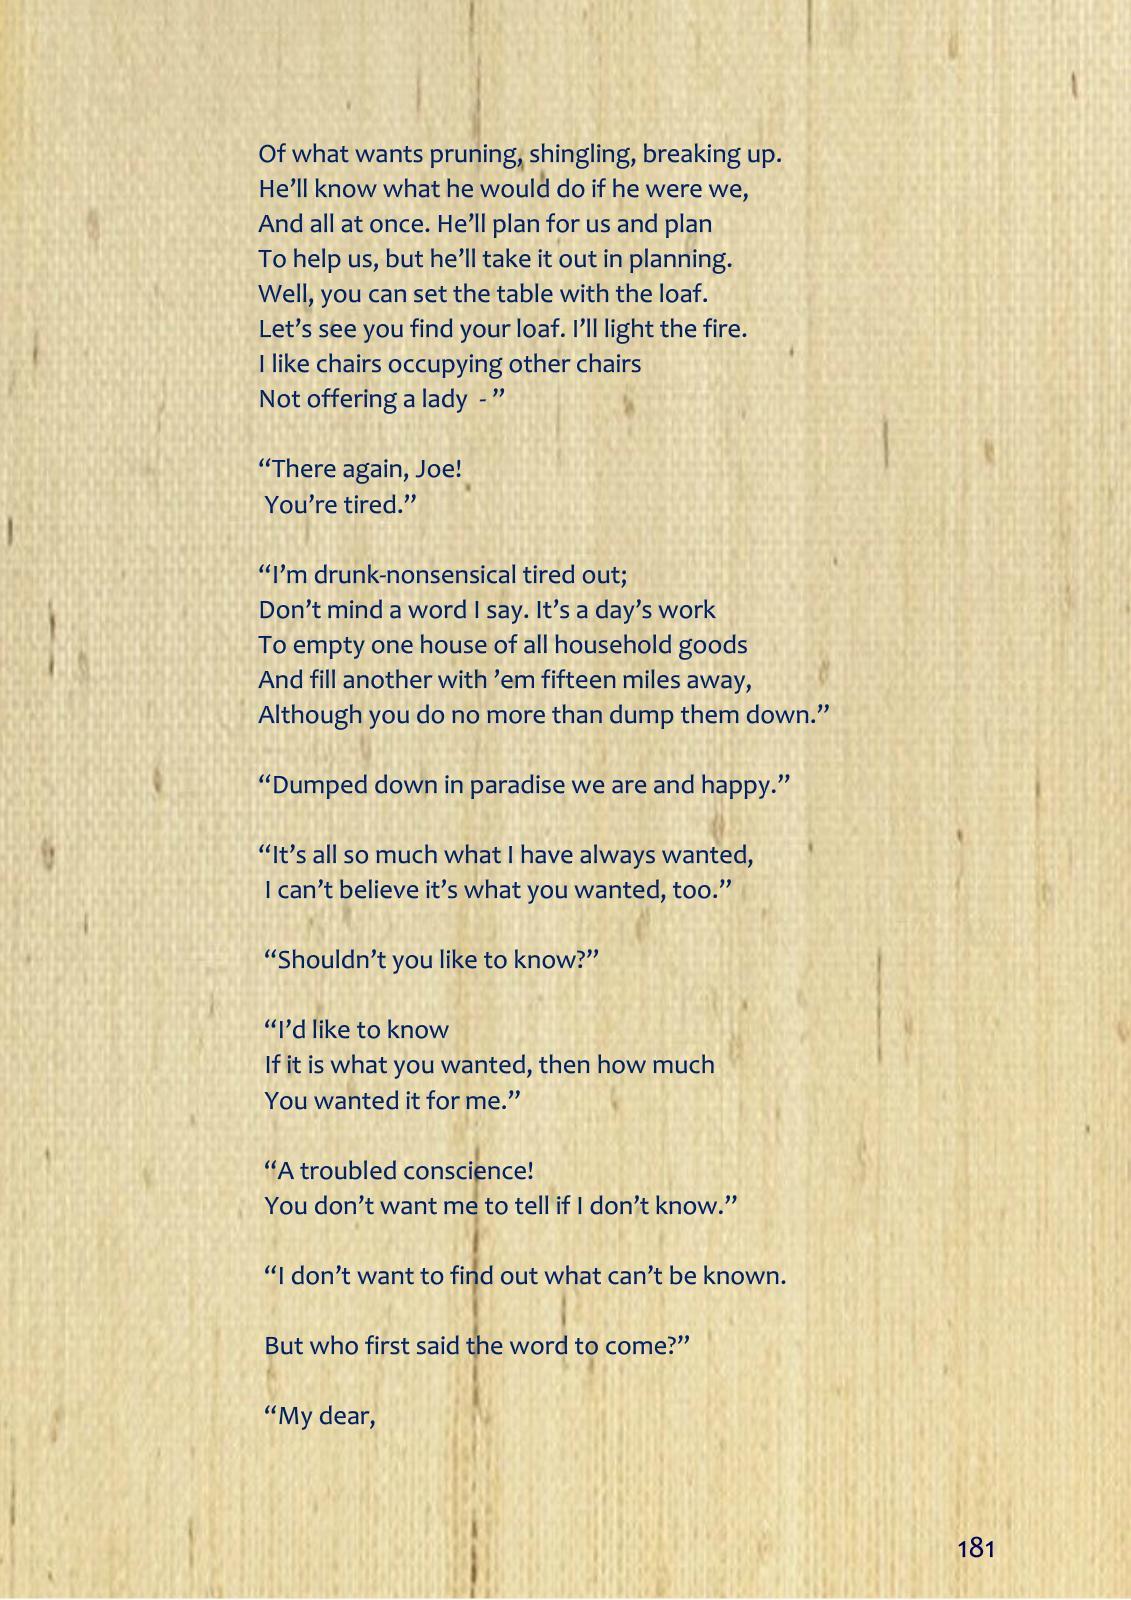 Of what wants pruning, shingling, breaking up.
He’ll know what he would do if he were we,
And all at once. He’ll plan for us and plan
To help us, but he’ll take it out in planning.
Well, you can set the table with the loaf.
Let’s see you find your loaf. I’ll light the fire.
I like chairs occupying other chairs
Not offering a lady - ”
“There again, Joe!
You’re tired.”
“I’m drunk-nonsensical tired out;
Don’t mind a word I say. It’s a day’s work
To empty one house of all household goods
And fill another with ’em fifteen miles away,
Although you do no more than dump them down.”
“Dumped down in paradise we are and happy.”
“It’s all so much what I have always wanted,
I can’t believe it’s what you wanted, too.”
“Shouldn’t you like to know?”
“I’d like to know
If it is what you wanted, then how much
You wanted it for me.”
“A troubled conscience!
You don’t want me to tell if I don’t know.”
“I don’t want to find out what can’t be known.
But who first said the word to come?”
“My dear,
181